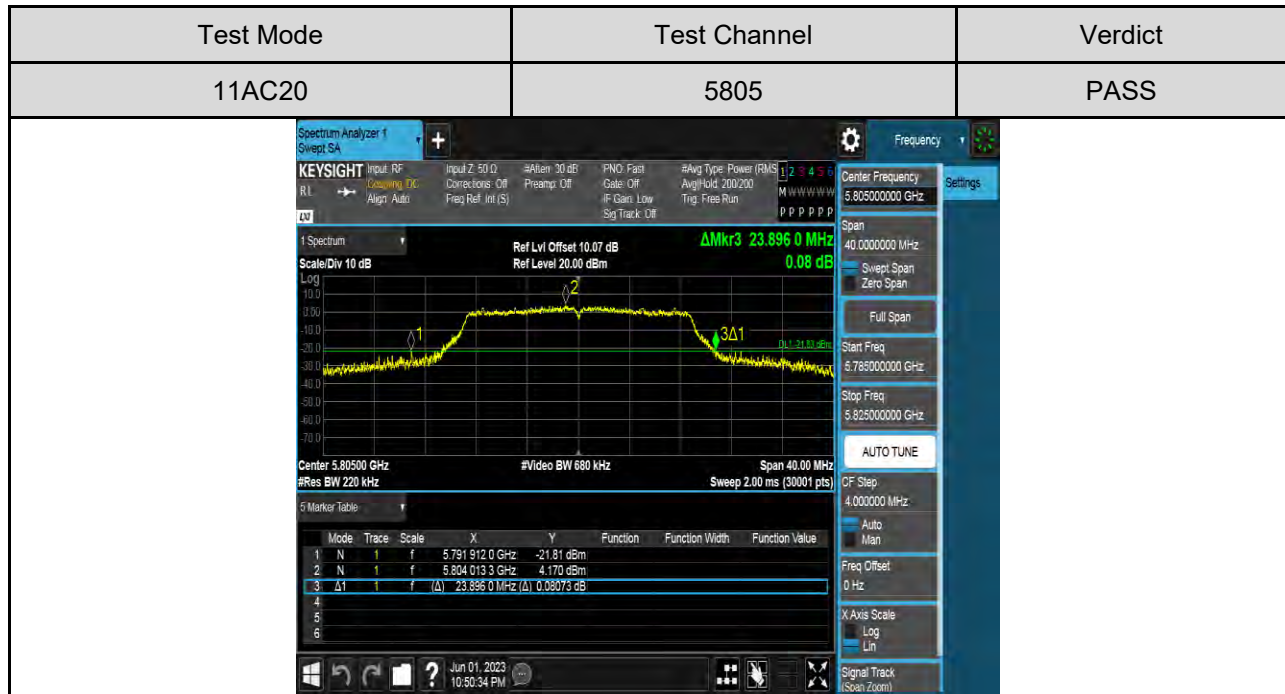 Test Mode Test Channel Verdict
11AC20 5805 PASS
Spectrum Analyzer 1
Swept SA
+
Frequency
KEYSIGHT Input: RF Input Z: 50 Ω #Atten: 30 dB PNO: Fast #Avg Type: Power (RMS 1 2 3 4 5 6
RL Coupling: DC Corrections: Off Preamp: Off Gate: Off Avg|Hold: 200/200 M W W W W W
Align: Auto Freq Ref: Int (S) IF Gain: Low Trig: Free Run
LXI Sig Track: Off P P P P P P
Center Frequency
5.805000000 GHz
Settings
Span
40.0000000 MHz
Swept Span
Zero Span
Full Span
Start Freq
5.785000000 GHz
Stop Freq
5.825000000 GHz
AUTO TUNE
CF Step
4.000000 MHz
Auto
Man
Freq Offset
0 Hz
X Axis Scale
Log
Lin
Signal Track
(Span Zoom)
1 Spectrum
Ref Lvl Offset 10.07 dB ΔMkr3 23.896 0 MHz
Scale/Div 10 dB Ref Level 20.00 dBm 0.08 dB
Log
10.0
0.00
-10.0
-20.0
-30.0
-40.0
-50.0
-60.0
-70.0
2
1
3Δ1
DL1 -21.83 dBm
Center 5.80500 GHz #Video BW 680 kHz Span 40.00 MHz
#Res BW 220 kHz Sweep 2.00 ms (30001 pts)
5 Marker Table
Mode Trace Scale X Y Function Function Width Function Value
1 N 1 f 5.791 912 0 GHz -21.81 dBm
2 N 1 f 5.804 013 3 GHz 4.170 dBm
3 Δ1 1 f (Δ) 23.896 0 MHz (Δ) 0.08073 dB
4
5
6
? Jun 01, 2023
10:50:34 PM